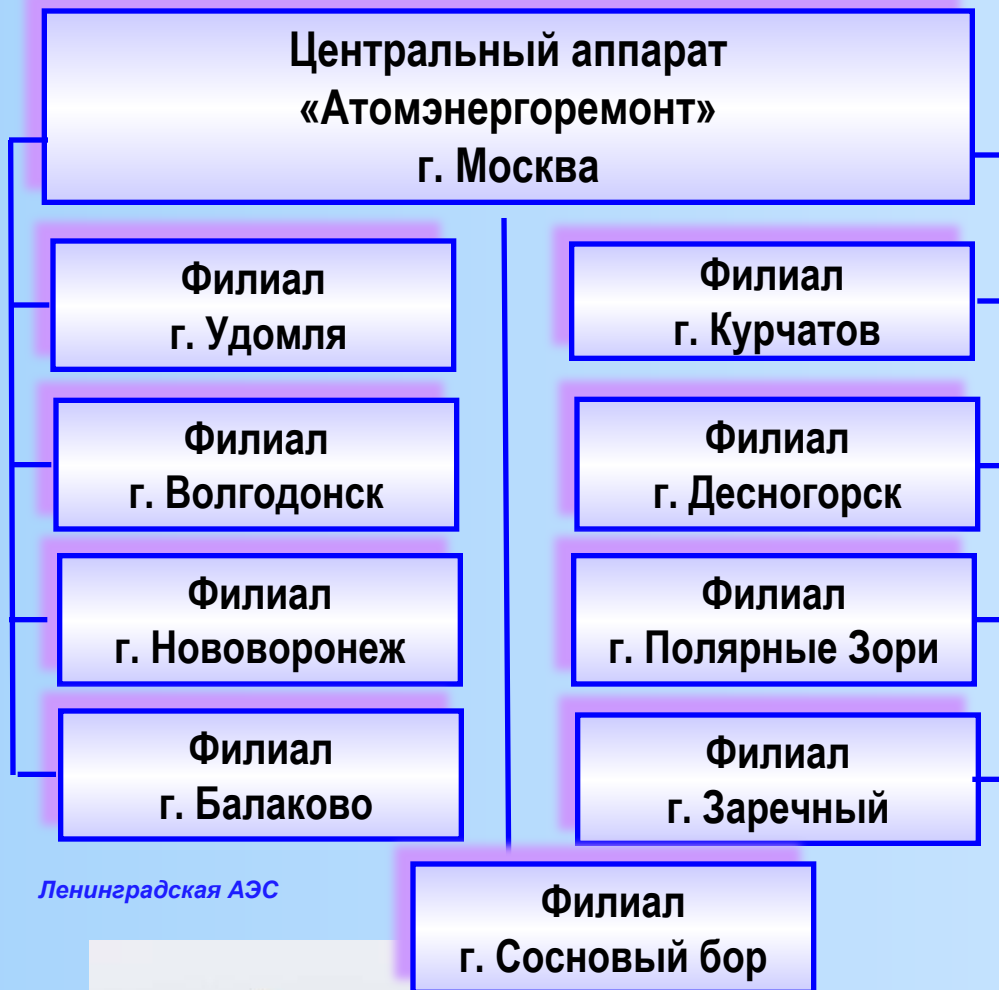 Центральный аппарат
«Атомэнергоремонт»
г. Москва
Филиал
г. Удомля
Филиал
г. Курчатов
Филиал
г. Волгодонск
Филиал
г. Десногорск
Филиал
г. Нововоронеж
Филиал
г. Полярные Зори
Филиал
г. Балаково
Филиал
г. Заречный
Ленинградская АЭС
Филиал
г. Сосновый бор